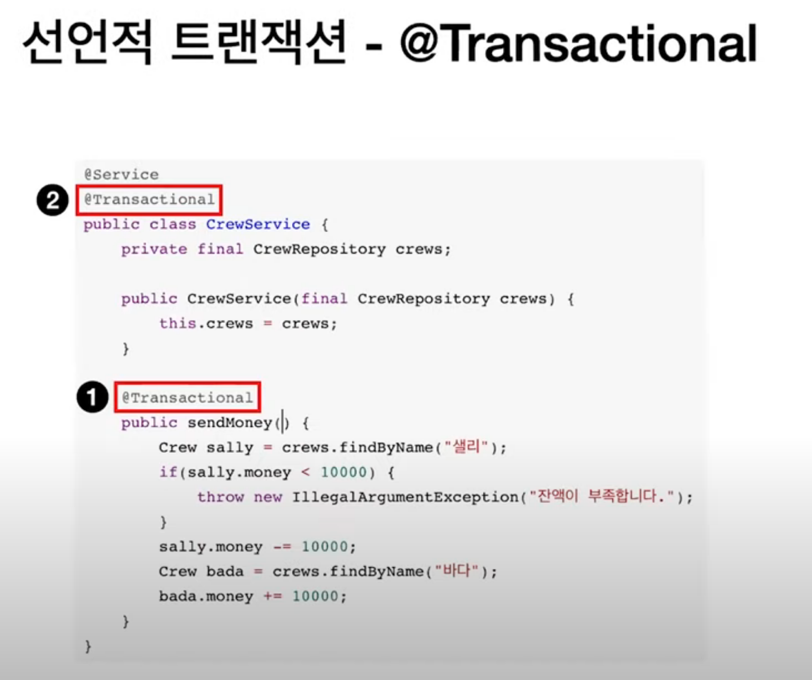 선언적 트랜잭션 - @Transactional
@Service
2 @Transactional
public class CrewService {
private final CrewRepository crews;
public CrewService(final CrewRepository crews) {
this.crews = crews;
}
1 @Transactional
public sendMoney() {
Crew sally = crews.findByName("샐리");
if(sally.money < 10000) {
throw new IllegalArgumentException("잔액이 부족합니다.");
}
sally.money -= 10000;
Crew bada = crews.findByName("바다");
bada.money += 10000;
}
}